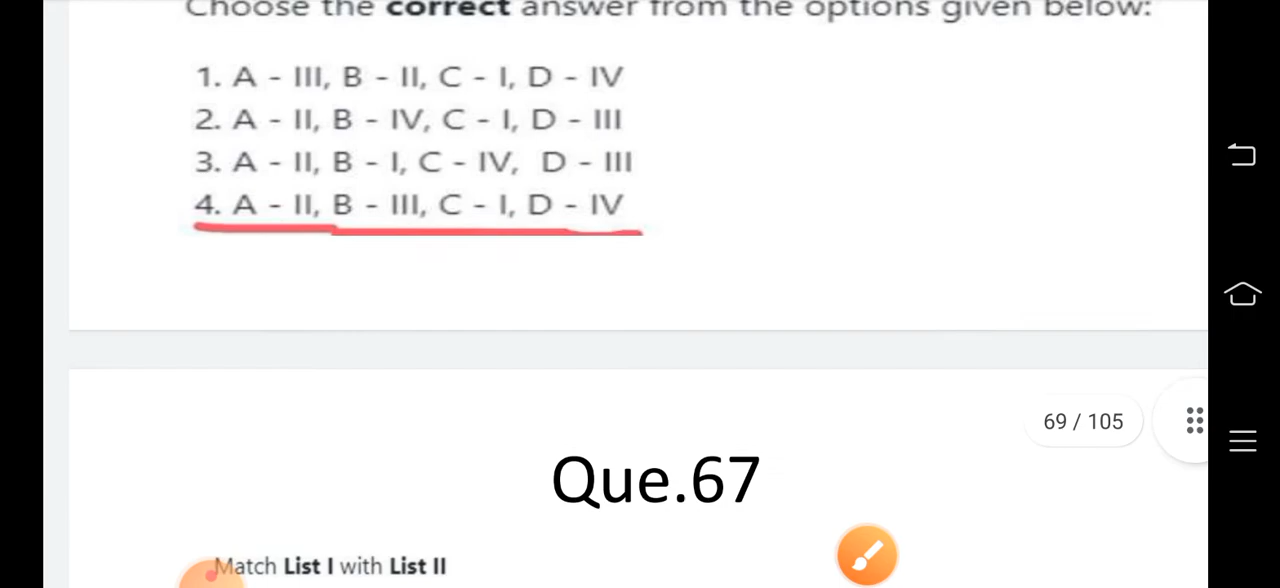 Choose the correct answer from the options given below:
1. A - III, B - II, C - I, D - IV
2. A - II, B - IV, C - I, D - III
3. A - II, B - I, C - IV, D - III
4. A - II, B - III, C - I, D - IV
69 / 105
Que.67
Match List I with List II